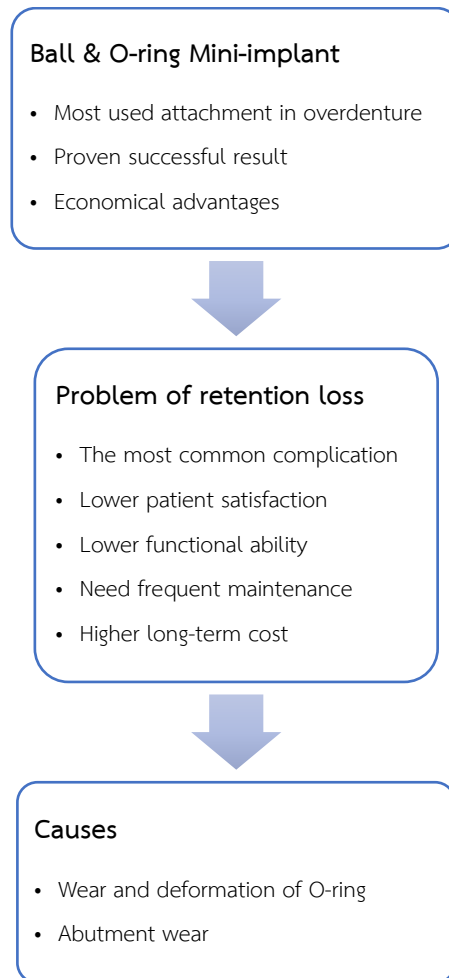 Ball & O-ring Mini-implant
• Most used attachment in overdenture
• Proven successful result
• Economical advantages
Problem of retention loss
• The most common complication
• Lower patient satisfaction
• Lower functional ability
• Need frequent maintenance
• Higher long-term cost
Causes
• Wear and deformation of O-ring
• Abutment wear